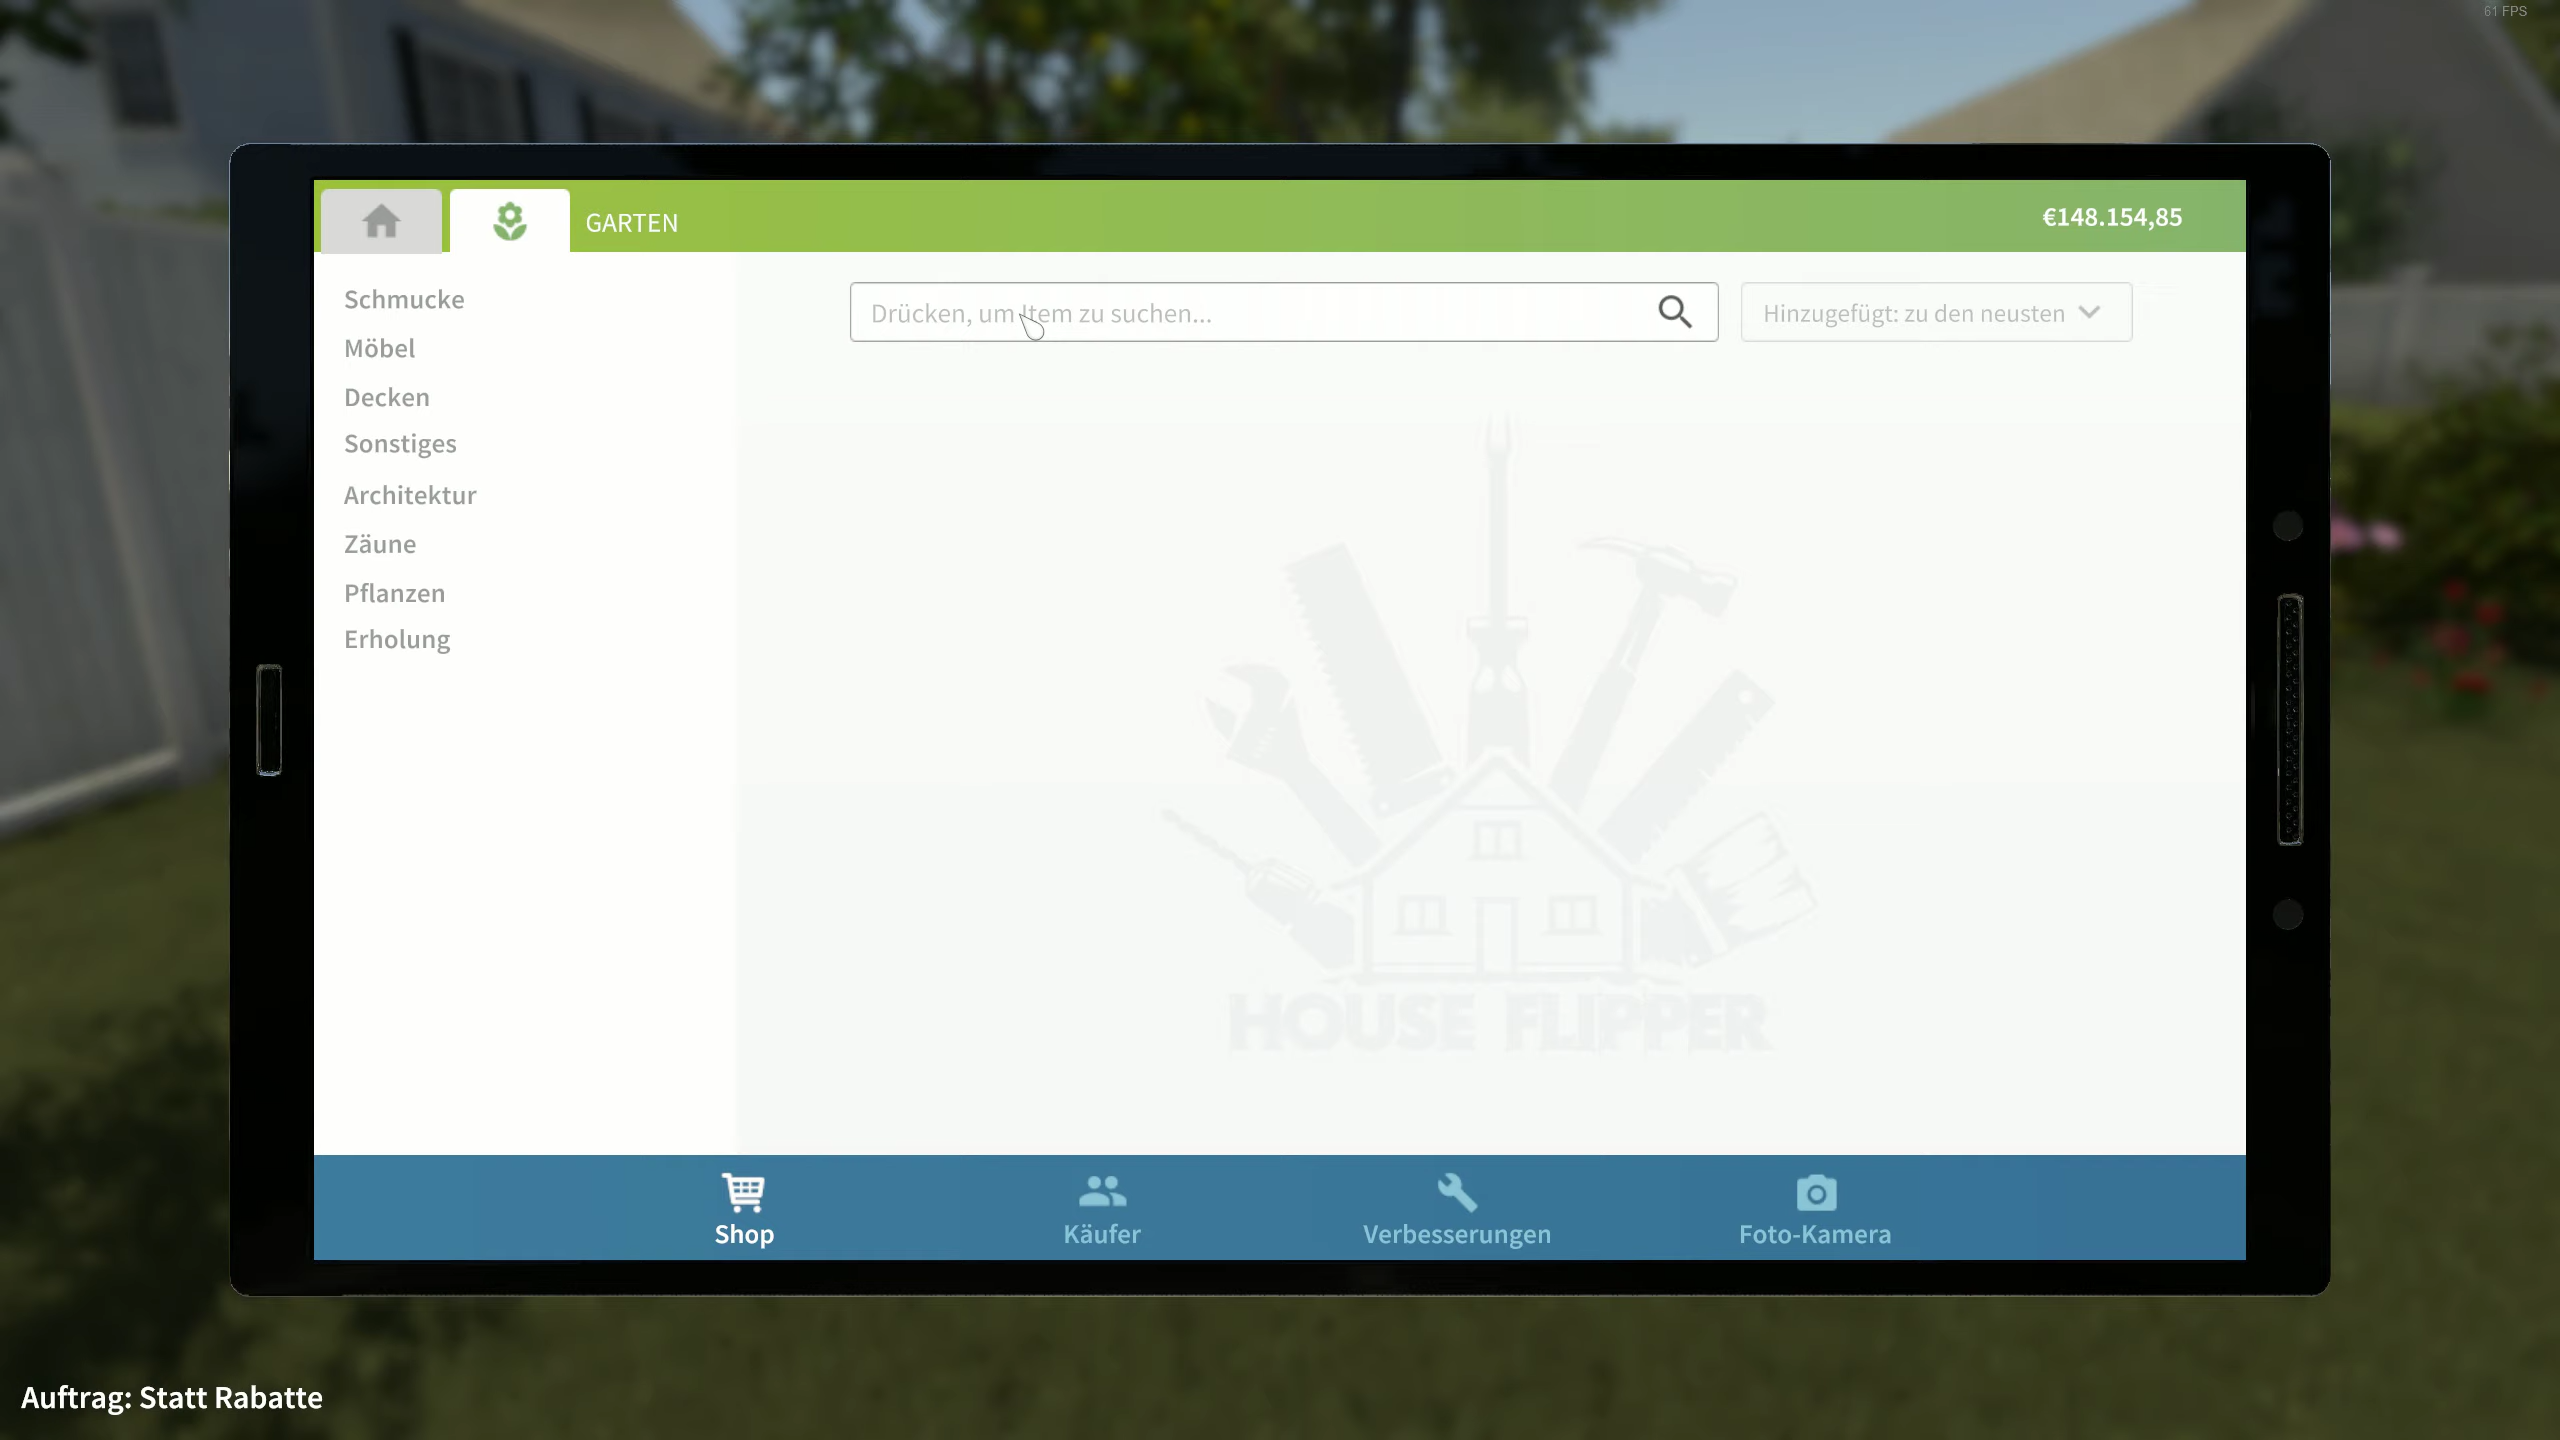 61 FPS
GARTEN
€148.154,85
Schmucke
Möbel
Decken
Sonstiges
Architektur
Zäune
Pflanzen
Erholung
Drücken, um Item zu suchen...
Hinzugefügt: zu den neusten
HOUSE FLIPPER
Shop
Käufer
Verbesserungen
Foto-Kamera
Auftrag: Statt Rabatte